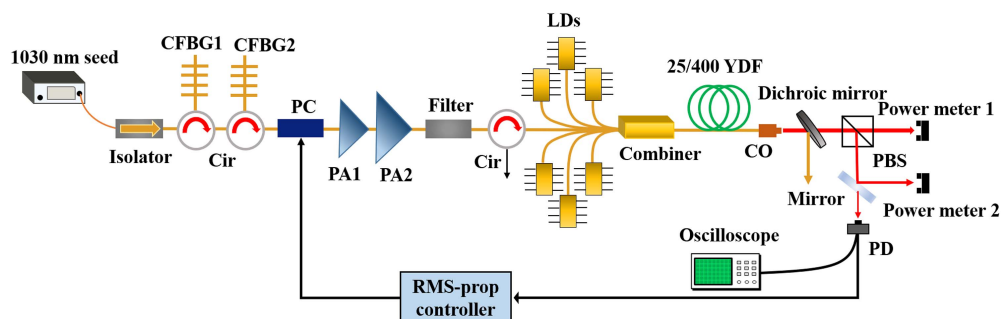 1030 nm seed
CFBG1
CFBG2
LDs
Isolator
Cir
PC
PA1
PA2
Filter
Cir
Combiner
25/400 YDF
CO
Dichroic mirror
Mirror
PBS
Power meter 1
Power meter 2
PD
Oscilloscope
RMS-prop
controller